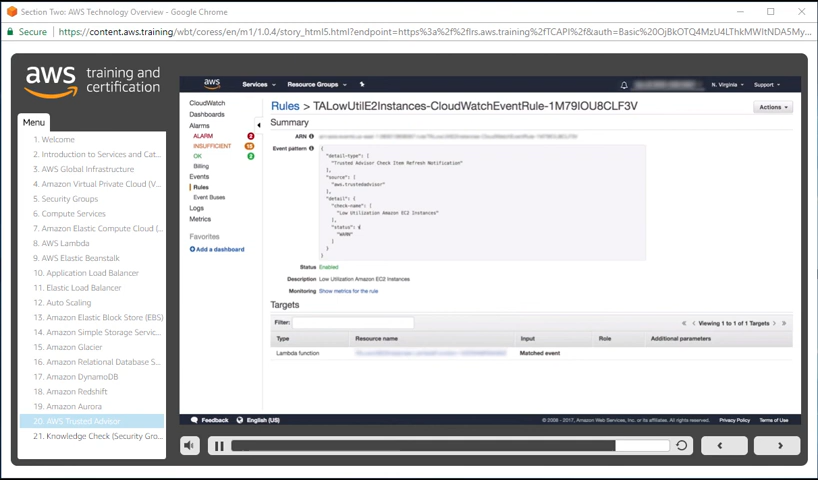 Section Two: AWS Technology Overview - Google Chrome
Secure https://content.aws.training/wbt/coress/en/m1/1.0.4/story_html5.html?endpoint=https%3a%2f%2flrs.aws.training%2fTCAPI%2f&auth=Basic%20OjBkOTQ4MzU4LThkMWItNDA5My...
aws training and certification
Menu
1. Welcome
2. Introduction to Services and Cat...
3. AWS Global Infrastructure
4. Amazon Virtual Private Cloud (V...
5. Security Groups
6. Compute Services
7. Amazon Elastic Compute Cloud (...
8. AWS Lambda
9. AWS Elastic Beanstalk
10. Application Load Balancer
11. Elastic Load Balancer
12. Auto Scaling
13. Amazon Elastic Block Store (EBS)
14. Amazon Simple Storage Servic...
15. Amazon Glacier
16. Amazon Relational Database S...
17. Amazon DynamoDB
18. Amazon Redshift
19. Amazon Aurora
20. AWS Trusted Advisor
21. Knowledge Check (Security Gro...
aws Services Resource Groups N. Virginia Support
CloudWatch
Dashboards
Alarms
ALARM 2
INSUFFICIENT 15
OK 2
Billing
Events
Rules
Event Buses
Logs
Metrics
Favorites
Add a dashboard
Rules > TALowUtilE2Instances-CloudWatchEventRule-1M79IOU8CLF3V Actions
Summary
ARN
Event pattern {
"detail-type": [
"Trusted Advisor Check Item Refresh Notification"
],
"source": [
"aws.trustedadvisor"
],
"detail": {
"check-name": [
"Low Utilization Amazon EC2 Instances"
],
"status": [
"WARN"
]
}
}
Status Enabled
Description Low Utilization Amazon EC2 Instances
Monitoring Show metrics for the rule
Targets
Filter: « < Viewing 1 to 1 of 1 Targets > »
Type Resource name Input Role Additional parameters
Lambda function Matched event
Feedback English (US) © 2008 - 2017, Amazon Web Services, Inc. or its affiliates. All rights reserved. Privacy Policy Terms of Use